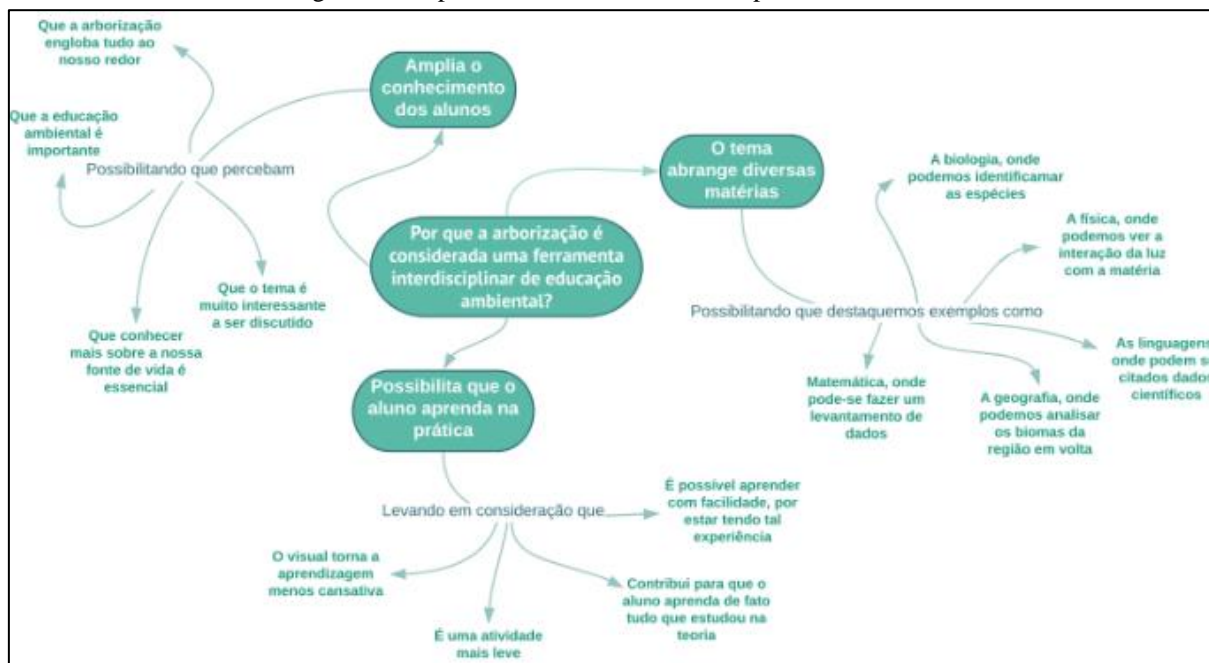 Que a arborização
engloba tudo ao
nosso redor
Que a educação
ambiental é
importante
Possibilitando que percebam
Que conhecer
mais sobre a nossa
fonte de vida é
essencial
Que o tema é
muito interessante
a ser discutido
Amplia o
conhecimento
dos alunos
Por que a arborização é
considerada uma ferramenta
interdisciplinar de educação
ambiental?
O tema
abrange diversas
matérias
Possibilitando que destaquemos exemplos como
A biologia, onde
podemos identificamar
as espécies
A física, onde
podemos ver a
interação da luz
com a matéria
As linguagens
onde podem se
citados dados
científicos
A geografia, onde
podemos analisar
os biomas da
região em volta
Matemática, onde
pode-se fazer um
levantamento de
dados
Possibilita que o
aluno aprenda na
prática
Levando em consideração que
É possível aprender
com facilidade, por
estar tendo tal
experiência
Contribui para que o
aluno aprenda de fato
tudo que estudou na
teoria
É uma atividade
mais leve
O visual torna a
aprendizagem
menos cansativa